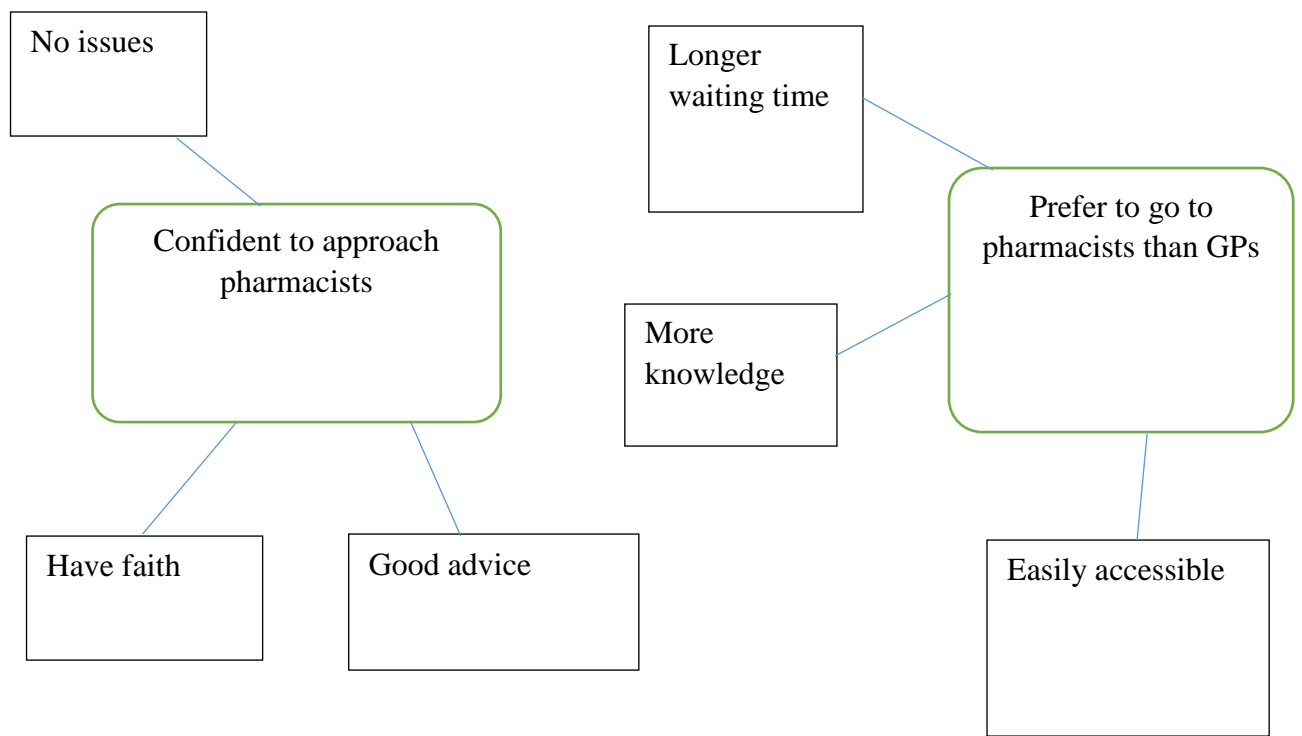 No issues
Confident to approach
pharmacists
Have faith
Good advice
Longer
waiting time
Prefer to go to
pharmacists than GPs
More
knowledge
Easily accessible